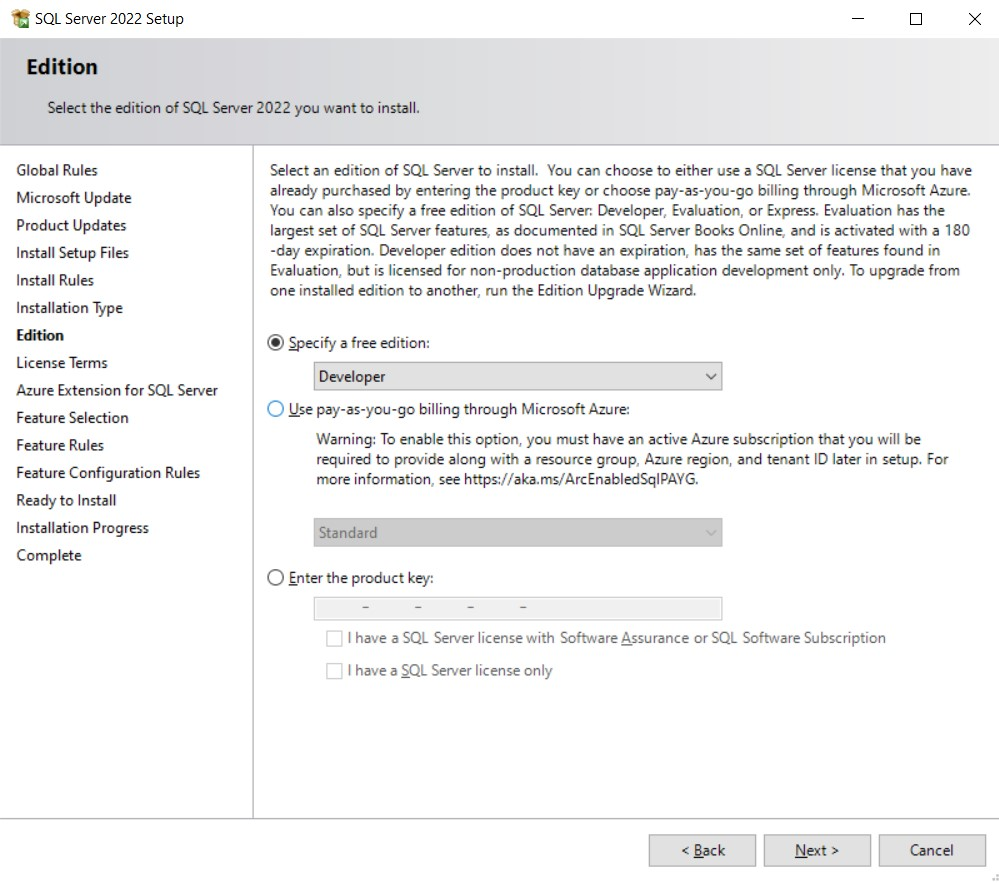 SQL Server 2022 Setup
Edition
Select the edition of SQL Server 2022 you want to install.
Global Rules
Microsoft Update
Product Updates
Install Setup Files
Install Rules
Installation Type
Edition
License Terms
Azure Extension for SQL Server
Feature Selection
Feature Rules
Feature Configuration Rules
Ready to Install
Installation Progress
Complete
Select an edition of SQL Server to install.  You can choose to either use a SQL Server license that you have
already purchased by entering the product key or choose pay-as-you-go billing through Microsoft Azure.
You can also specify a free edition of SQL Server: Developer, Evaluation, or Express. Evaluation has the
largest set of SQL Server features, as documented in SQL Server Books Online, and is activated with a 180
-day expiration. Developer edition does not have an expiration, has the same set of features found in
Evaluation, but is licensed for non-production database application development only. To upgrade from
one installed edition to another, run the Edition Upgrade Wizard.
Specify a free edition:
Developer
Use pay-as-you-go billing through Microsoft Azure:
Warning: To enable this option, you must have an active Azure subscription that you will be
required to provide along with a resource group, Azure region, and tenant ID later in setup. For
more information, see https://aka.ms/ArcEnabledSqlPAYG.
Standard
Enter the product key:
- - - -
I have a SQL Server license with Software Assurance or SQL Software Subscription
I have a SQL Server license only
< Back
Next >
Cancel